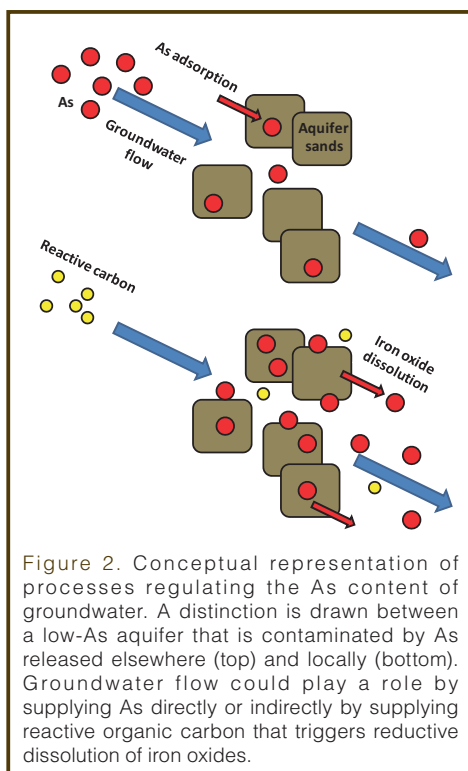 As adsorption
As
Aquifer
sands
Groundwater
flow
Reactive carbon
Iron oxide
dissolution
Figure 2. Conceptual representation of
processes regulating the As content of
groundwater. A distinction is drawn between
a low-As aquifer that is contaminated by As
released elsewhere (top) and locally (bottom).
Groundwater flow could play a role by
supplying As directly or indirectly by supplying
reactive organic carbon that triggers reductive
dissolution of iron oxides.